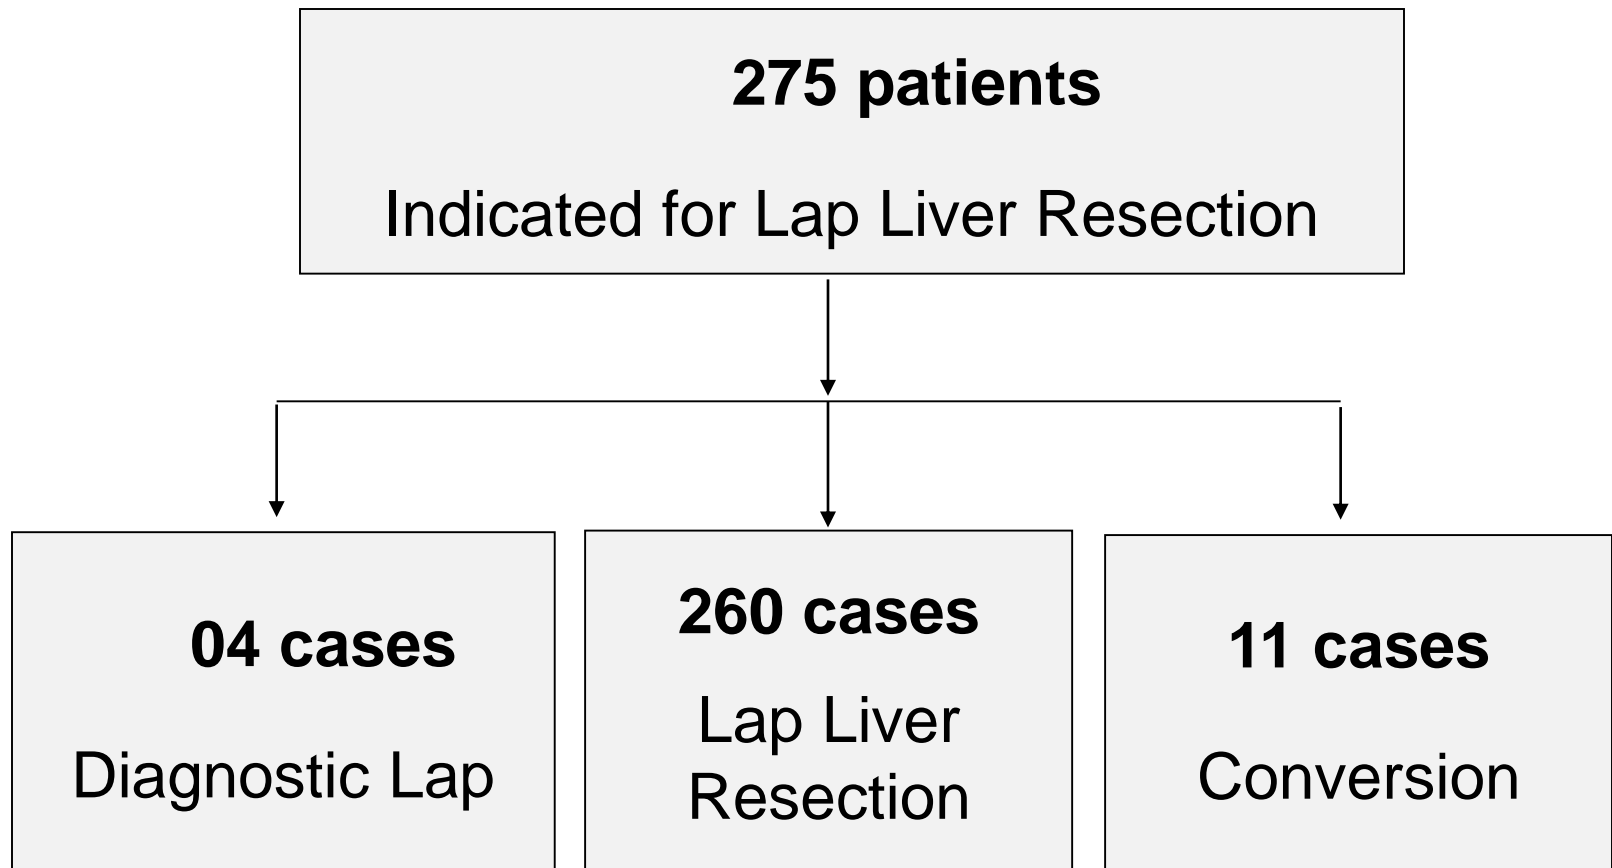 275 patients
Indicated for Lap Liver Resection
04 cases
Diagnostic Lap
260 cases
Lap Liver
Resection
11 cases
Conversion